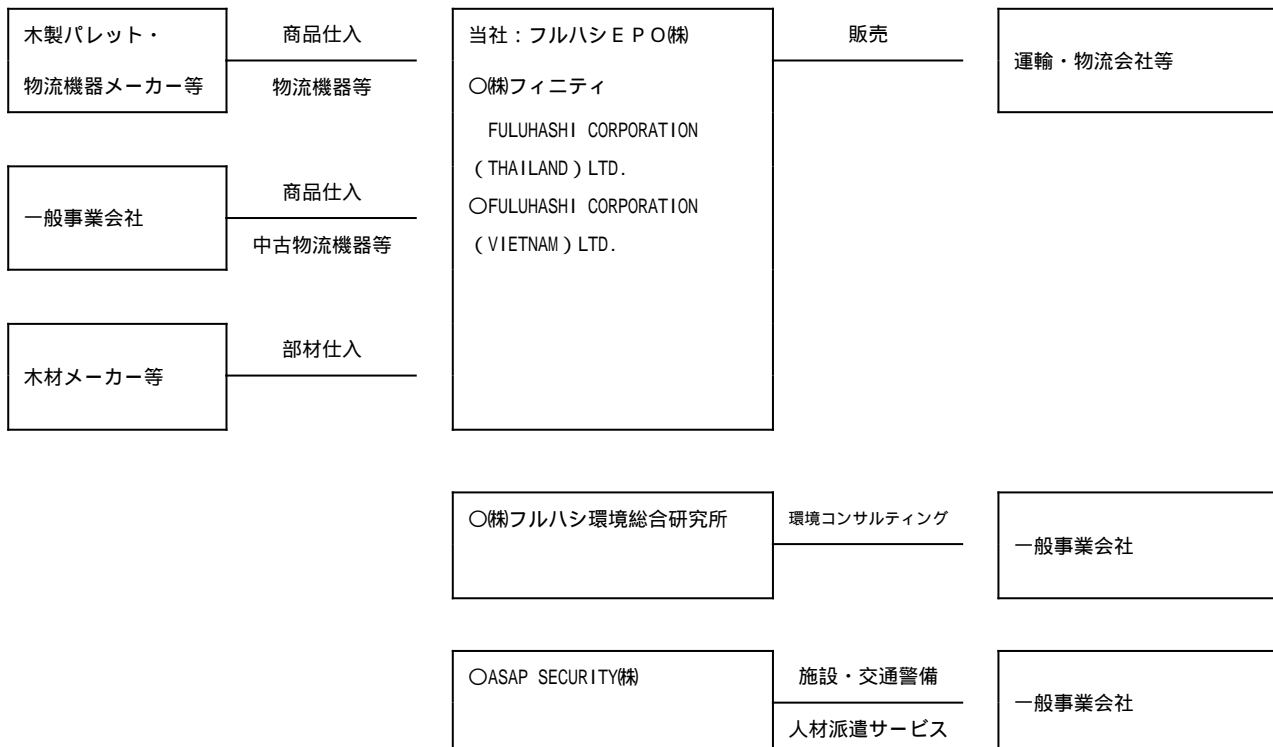 木製パレット・
物流機器メーカー等
商品仕入
物流機器等
当社：フルハシＥＰＯ㈱
○㈱フィニティ
FULUHASHI CORPORATION
（THAILAND）LTD.
○FULUHASHI CORPORATION
（VIETNAM）LTD.
販売
運輸・物流会社等
一般事業会社
商品仕入
中古物流機器等
木材メーカー等
部材仕入
○㈱フルハシ環境総合研究所
環境コンサルティング
一般事業会社
○ASAP SECURITY㈱
施設・交通警備
人材派遣サービス
一般事業会社